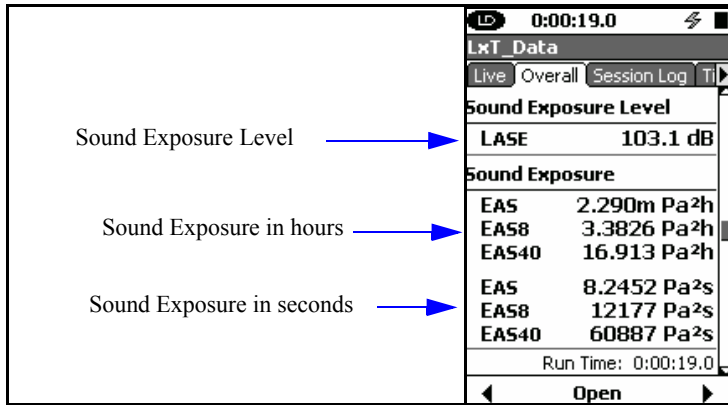 LD 0:00:19.0
LxT_Data
Live Overall Session Log Ti
Sound Exposure Level
Sound Exposure Level
LASE 103.1 dB
Sound Exposure
Sound Exposure in hours
EAS 2.290m Pa²h
EAS8 3.3826 Pa²h
EAS40 16.913 Pa²h
Sound Exposure in seconds
EAS 8.2452 Pa²s
EAS8 12177 Pa²s
EAS40 60887 Pa²s
Run Time: 0:00:19.0
Open